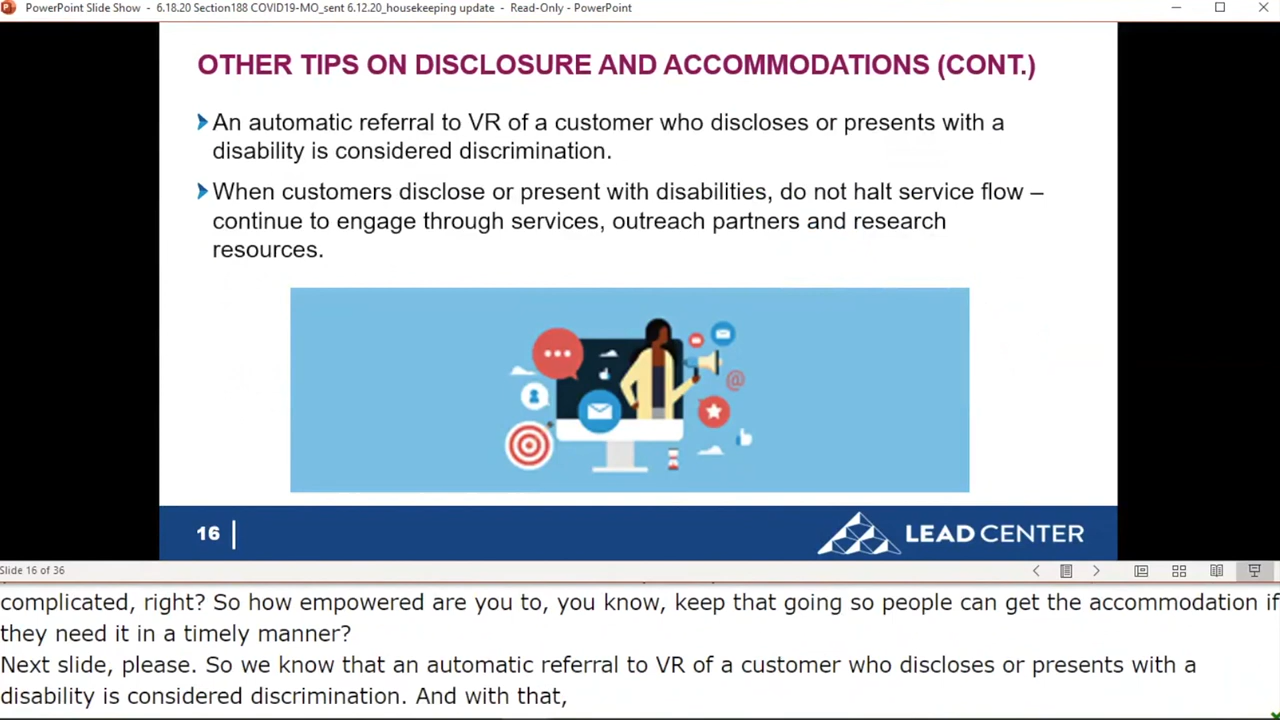 PowerPoint Slide Show - 6.18.20 Section188 COVID19-MO_sent 6.12.20_housekeeping update - Read-Only - PowerPoint
OTHER TIPS ON DISCLOSURE AND ACCOMMODATIONS (CONT.)
An automatic referral to VR of a customer who discloses or presents with a
disability is considered discrimination.
When customers disclose or present with disabilities, do not halt service flow –
continue to engage through services, outreach partners and research
resources.
@
16
LEAD CENTER
Slide 16 of 36
complicated, right? So how empowered are you to, you know, keep that going so people can get the accommodation if
they need it in a timely manner?
Next slide, please. So we know that an automatic referral to VR of a customer who discloses or presents with a
disability is considered discrimination. And with that,